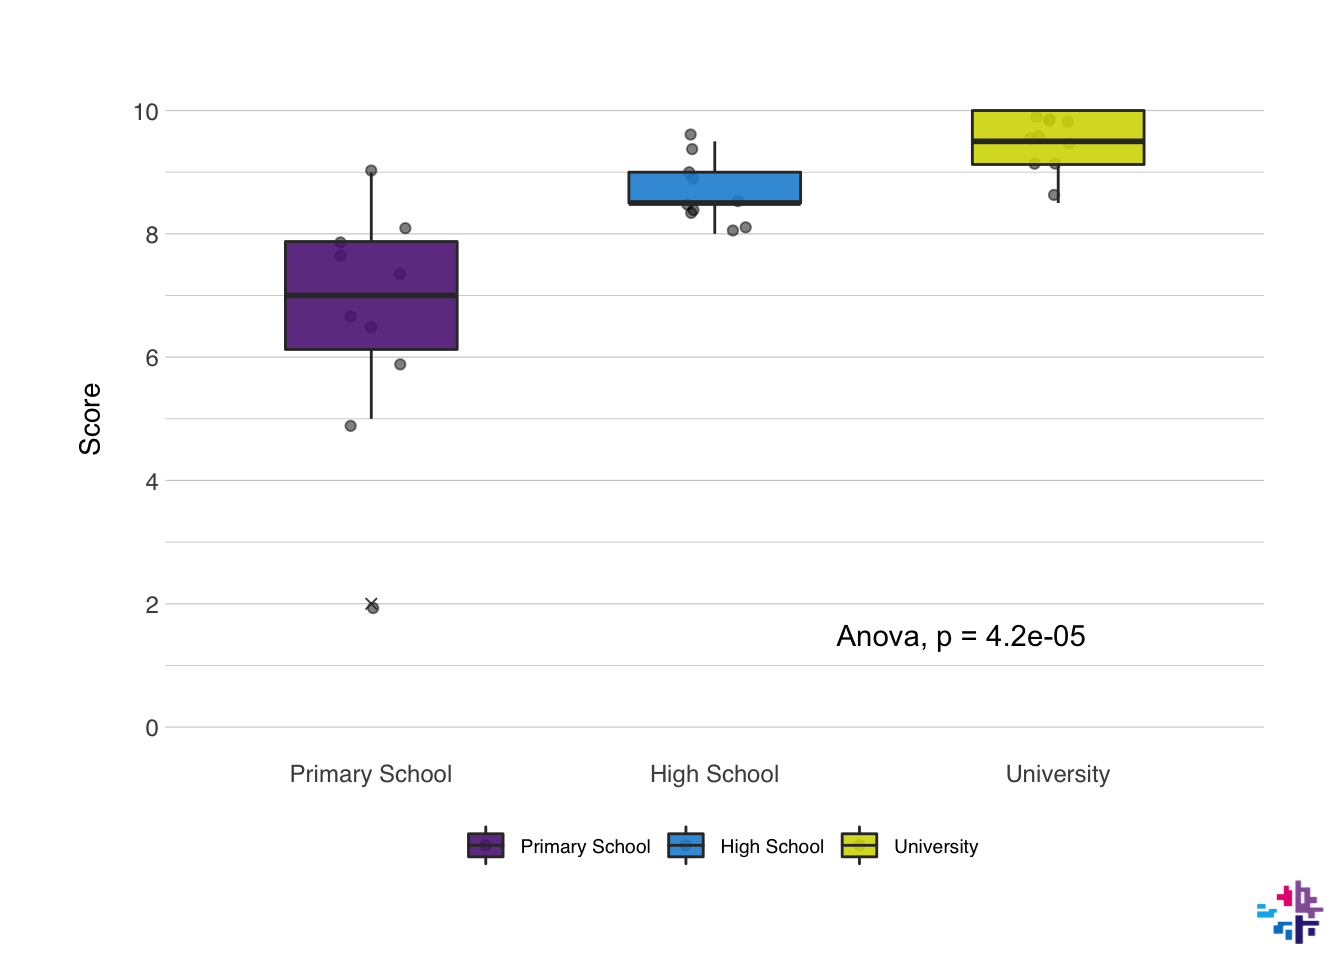 10
8
6
4
2
0
Score
Anova, p = 4.2e-05
Primary School
High School
University
Primary School
High School
University